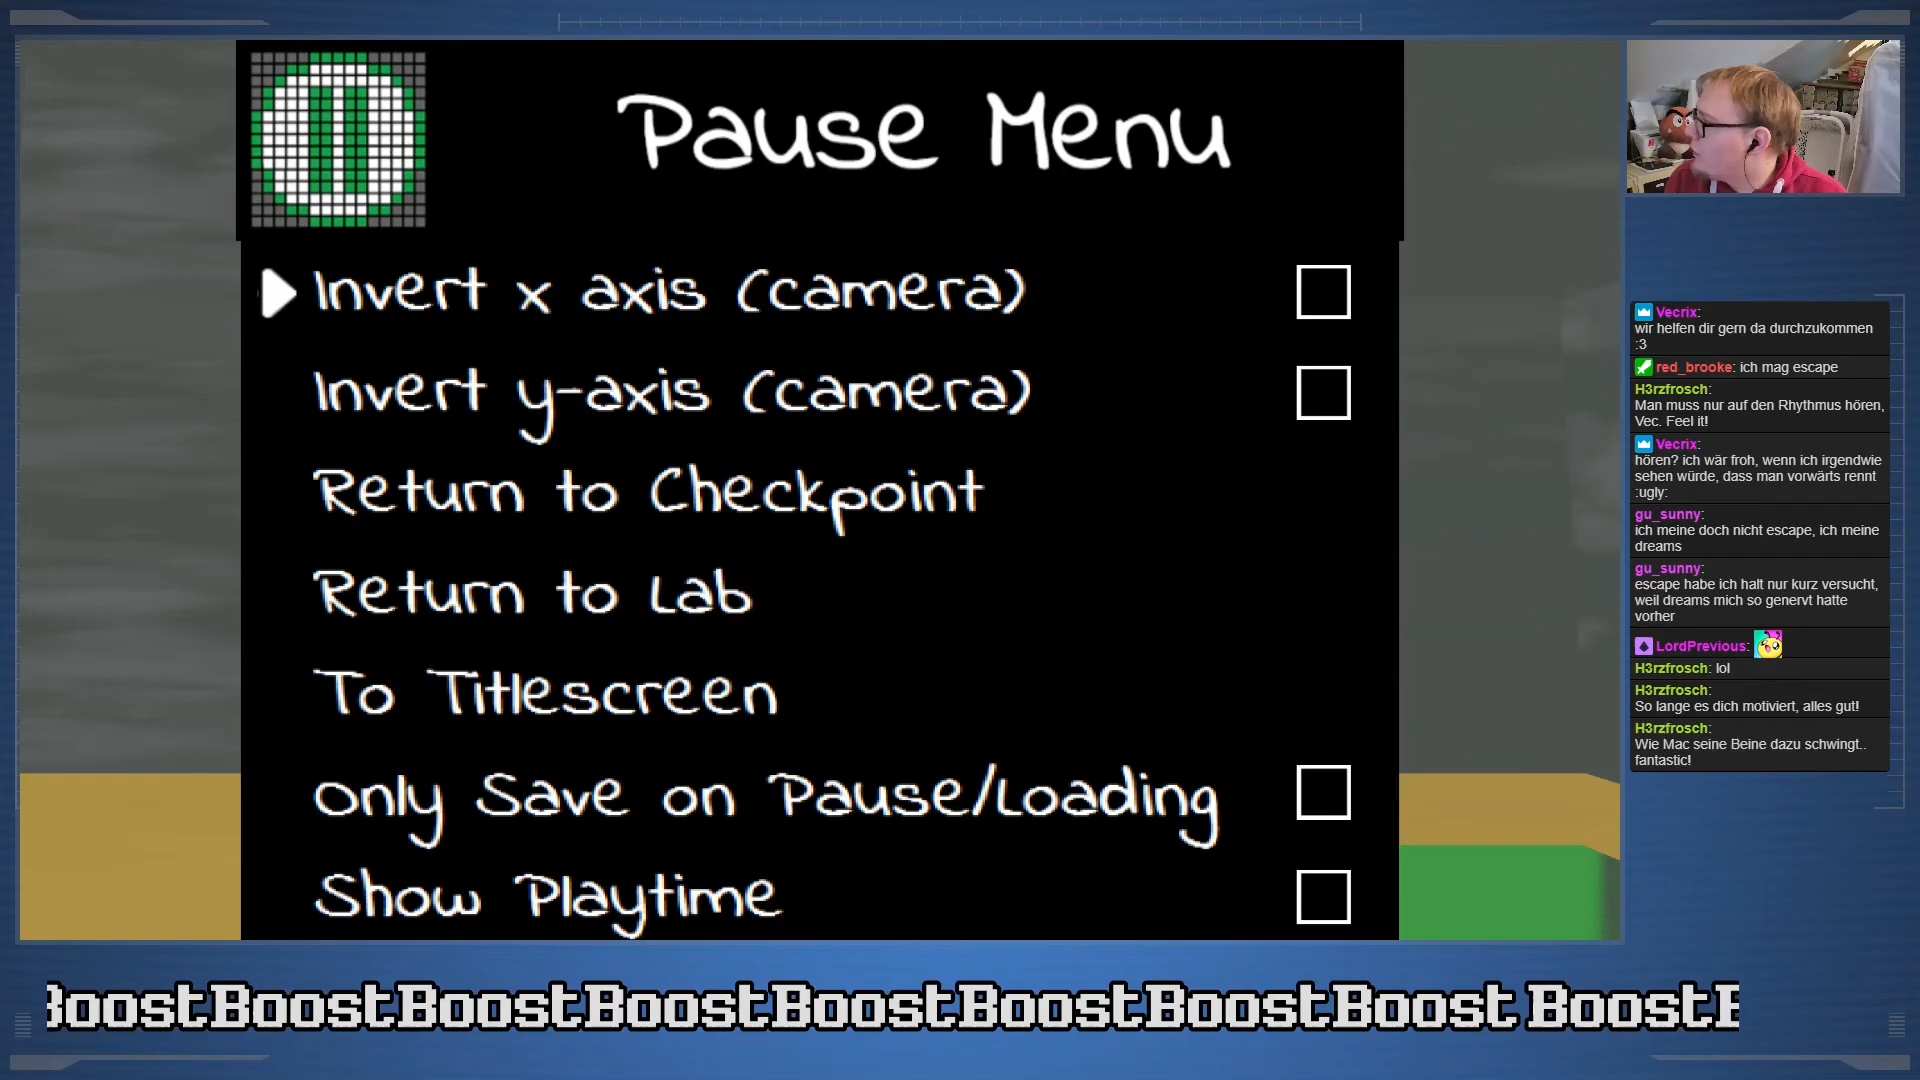 Pause Menu
Invert x axis (camera)
Invert y-axis (camera)
Return to Checkpoint
Return to Lab
To Titlescreen
Only Save on Pause/Loading
Show Playtime
Vecrix:
wir helfen dir gern da durchzukommen
:3
red_brooke: ich mag escape
H3rzfrosch:
Man muss nur auf den Rhythmus hören,
Vec. Feel it!
Vecrix:
hören? ich wär froh, wenn ich irgendwie
sehen würde, dass man vorwärts rennt
:ugly:
gu_sunny:
ich meine doch nicht escape, ich meine
dreams
gu_sunny:
escape habe ich halt nur kurz versucht,
weil dreams mich so genervt hatte
vorher
LordPrevious:
H3rzfrosch: lol
H3rzfrosch:
So lange es dich motiviert, alles gut!
H3rzfrosch:
Wie Mac seine Beine dazu schwingt..
fantastic!
BoostBoostBoostBoostBoostBoostBoostBoost BoostB